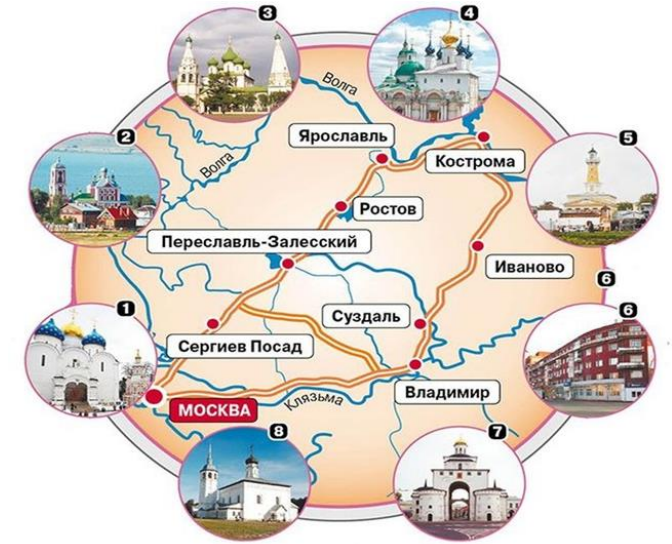 3
4
Волга
2
Ярославль
5
Волга
Кострома
Ростов
Переславль-Залесский
Иваново
6
1
Суздаль
6
Сергиев Посад
Владимир
МОСКВА
Клязьма
8
7